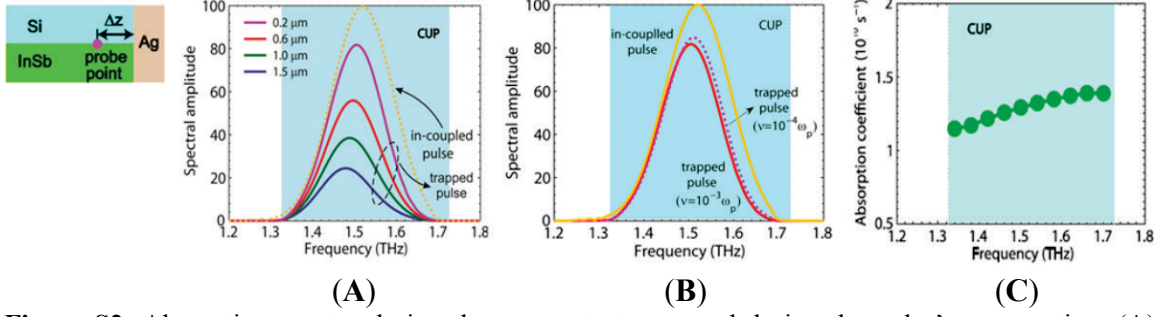 Si
InSb
Δz
probe
point
Ag
Spectral amplitude
100
80
60
40
20
0
0.2 μm
0.6 μm
1.0 μm
1.5 μm
CUP
in-coupled
pulse
trapped
pulse
1.2 1.3 1.4 1.5 1.6 1.7 1.8
Frequency (THz)
(A)
Spectral amplitude
100
80
60
40
20
0
in-couplled
pulse
CUP
trapped
pulse
(ν=10⁻⁴ωp)
trapped
pulse
(ν=10⁻³ωp)
1.2 1.3 1.4 1.5 1.6 1.7 1.8
Frequency (THz)
(B)
Absorption coefficient (10¹⁰ s⁻¹)
2
1.5
1
0.5
CUP
1.2 1.3 1.4 1.5 1.6 1.7 1.8
Frequency (THz)
(C)